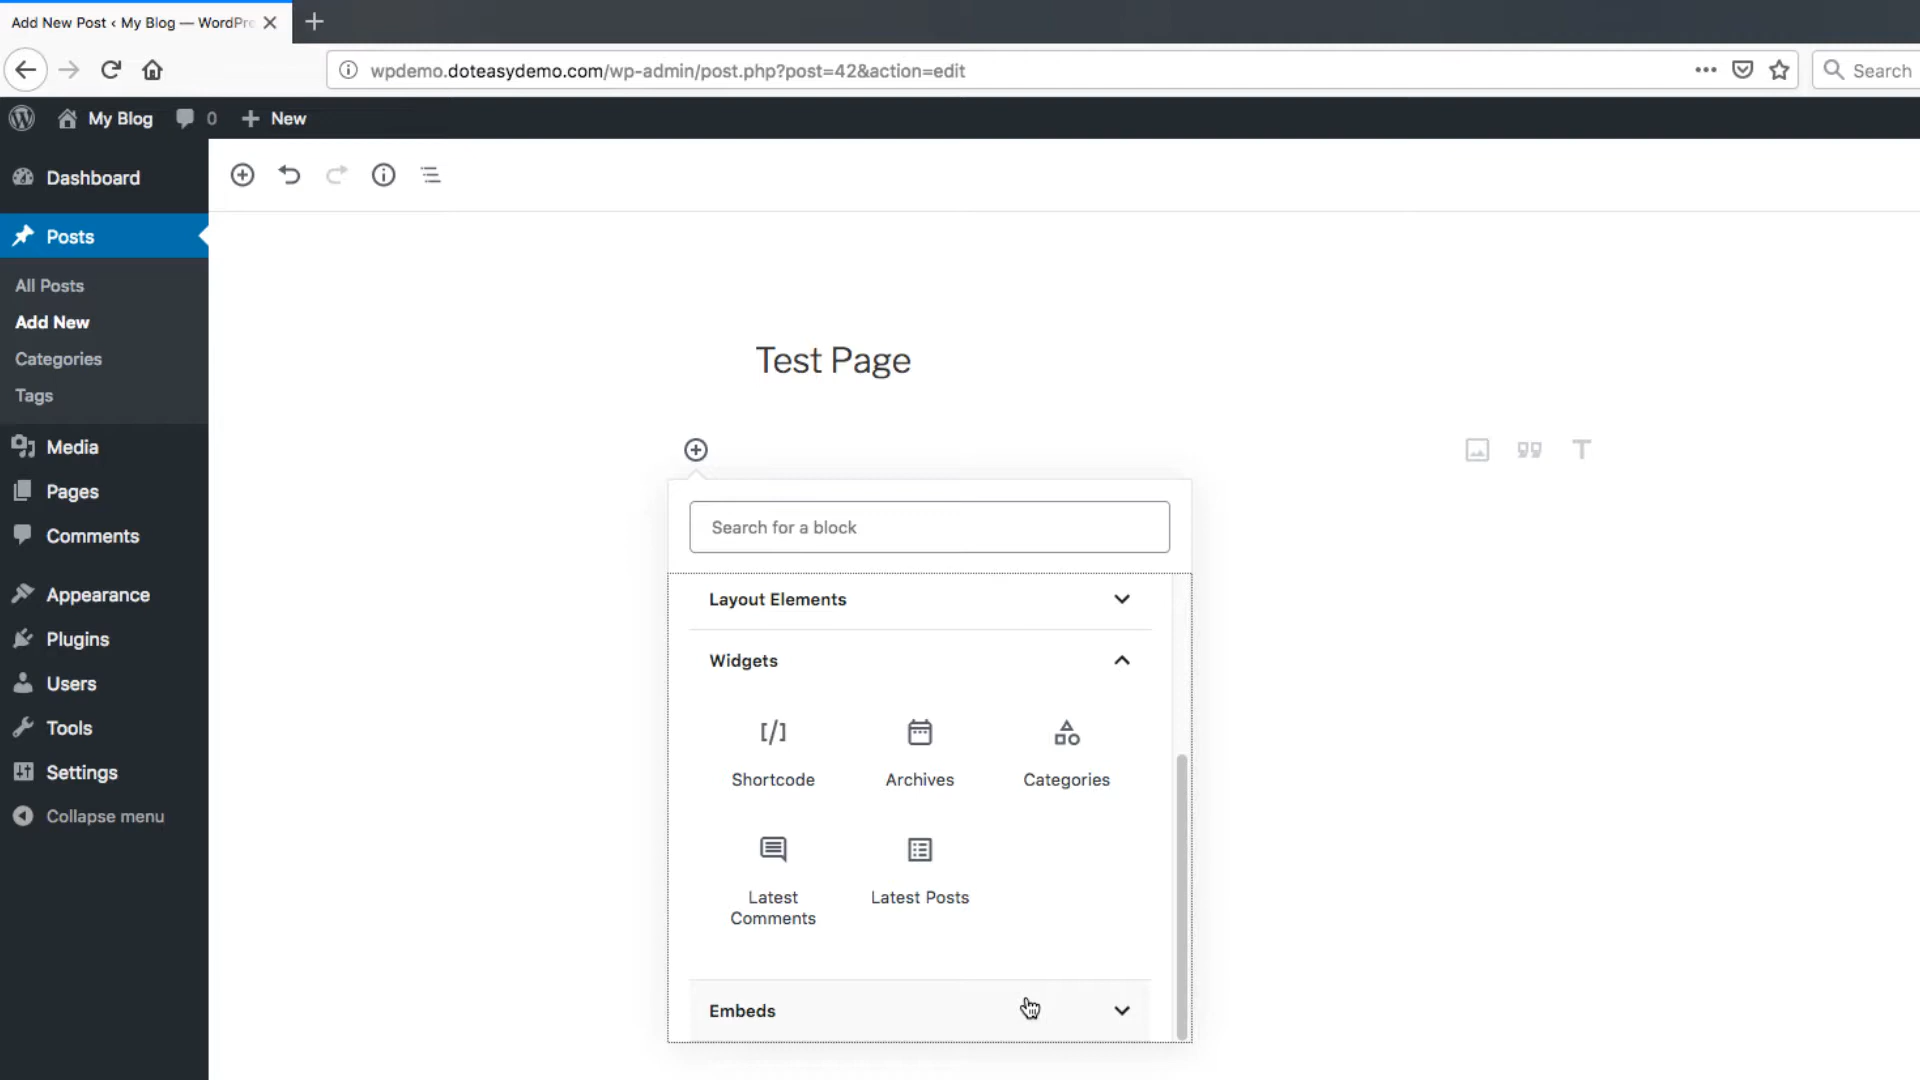 Add New Post ‹ My Blog — WordPre
wpdemo.doteasydemo.com/wp-admin/post.php?post=42&action=edit
Search
My Blog
0
New
Dashboard
Posts
All Posts
Add New
Categories
Tags
Media
Pages
Comments
Appearance
Plugins
Users
Tools
Settings
Collapse menu
Test Page
Search for a block
Layout Elements
Widgets
Shortcode
Archives
Categories
Latest
Comments
Latest Posts
Embeds